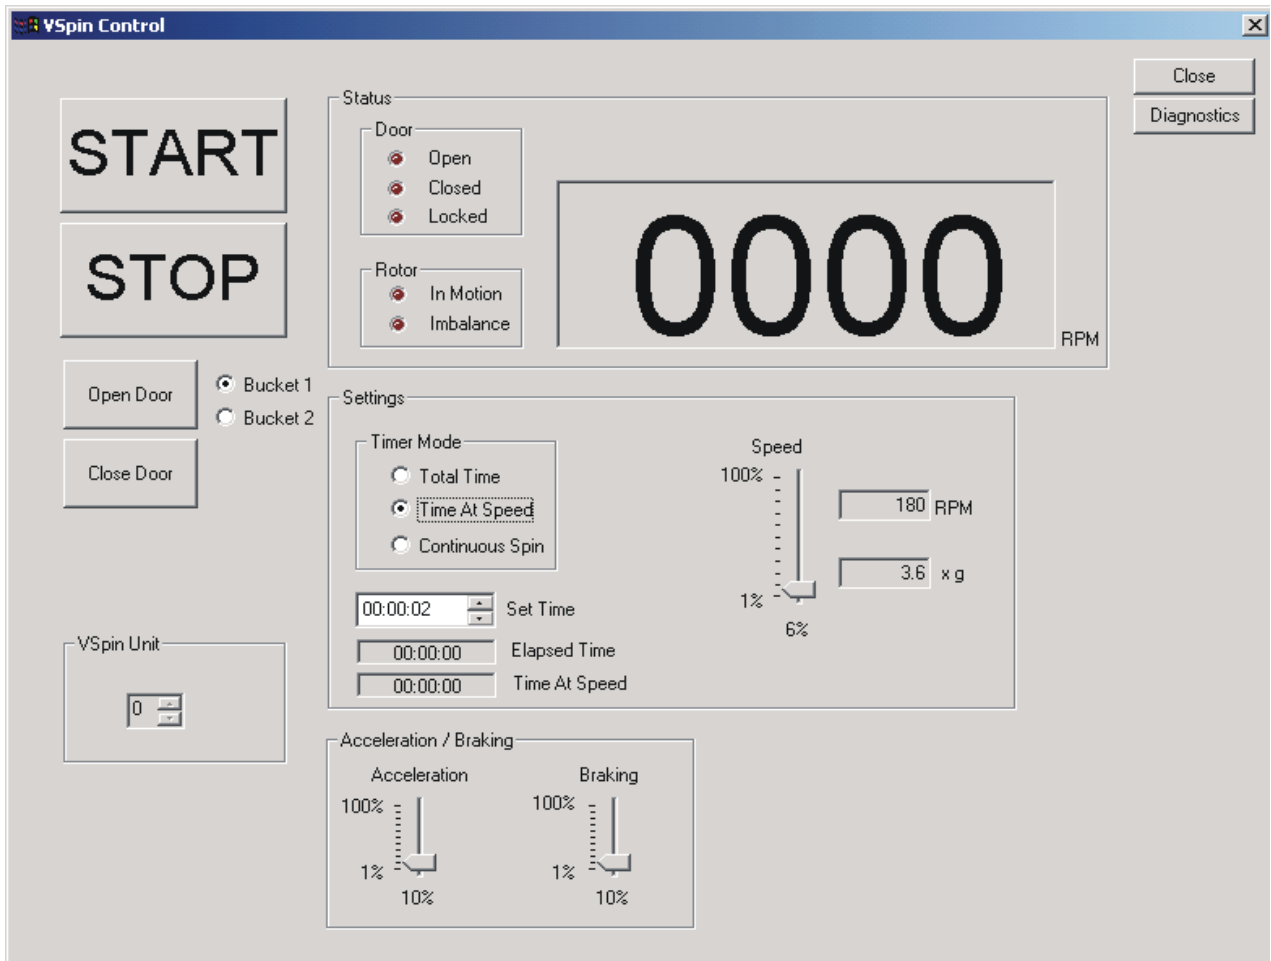 VSpin Control
Close
Diagnostics
START
STOP
Status
Door
Open
Closed
Locked
Rotor
In Motion
Imbalance
0000
RPM
Open Door
Close Door
Bucket 1
Bucket 2
Settings
Timer Mode
Total Time
Time At Speed
Continuous Spin
00:00:02 Set Time
00:00:00 Elapsed Time
00:00:00 Time At Speed
Speed
100%
1%
6%
180 RPM
3.6 x g
VSpin Unit
0
Acceleration / Braking
Acceleration
100%
1%
10%
Braking
100%
1%
10%